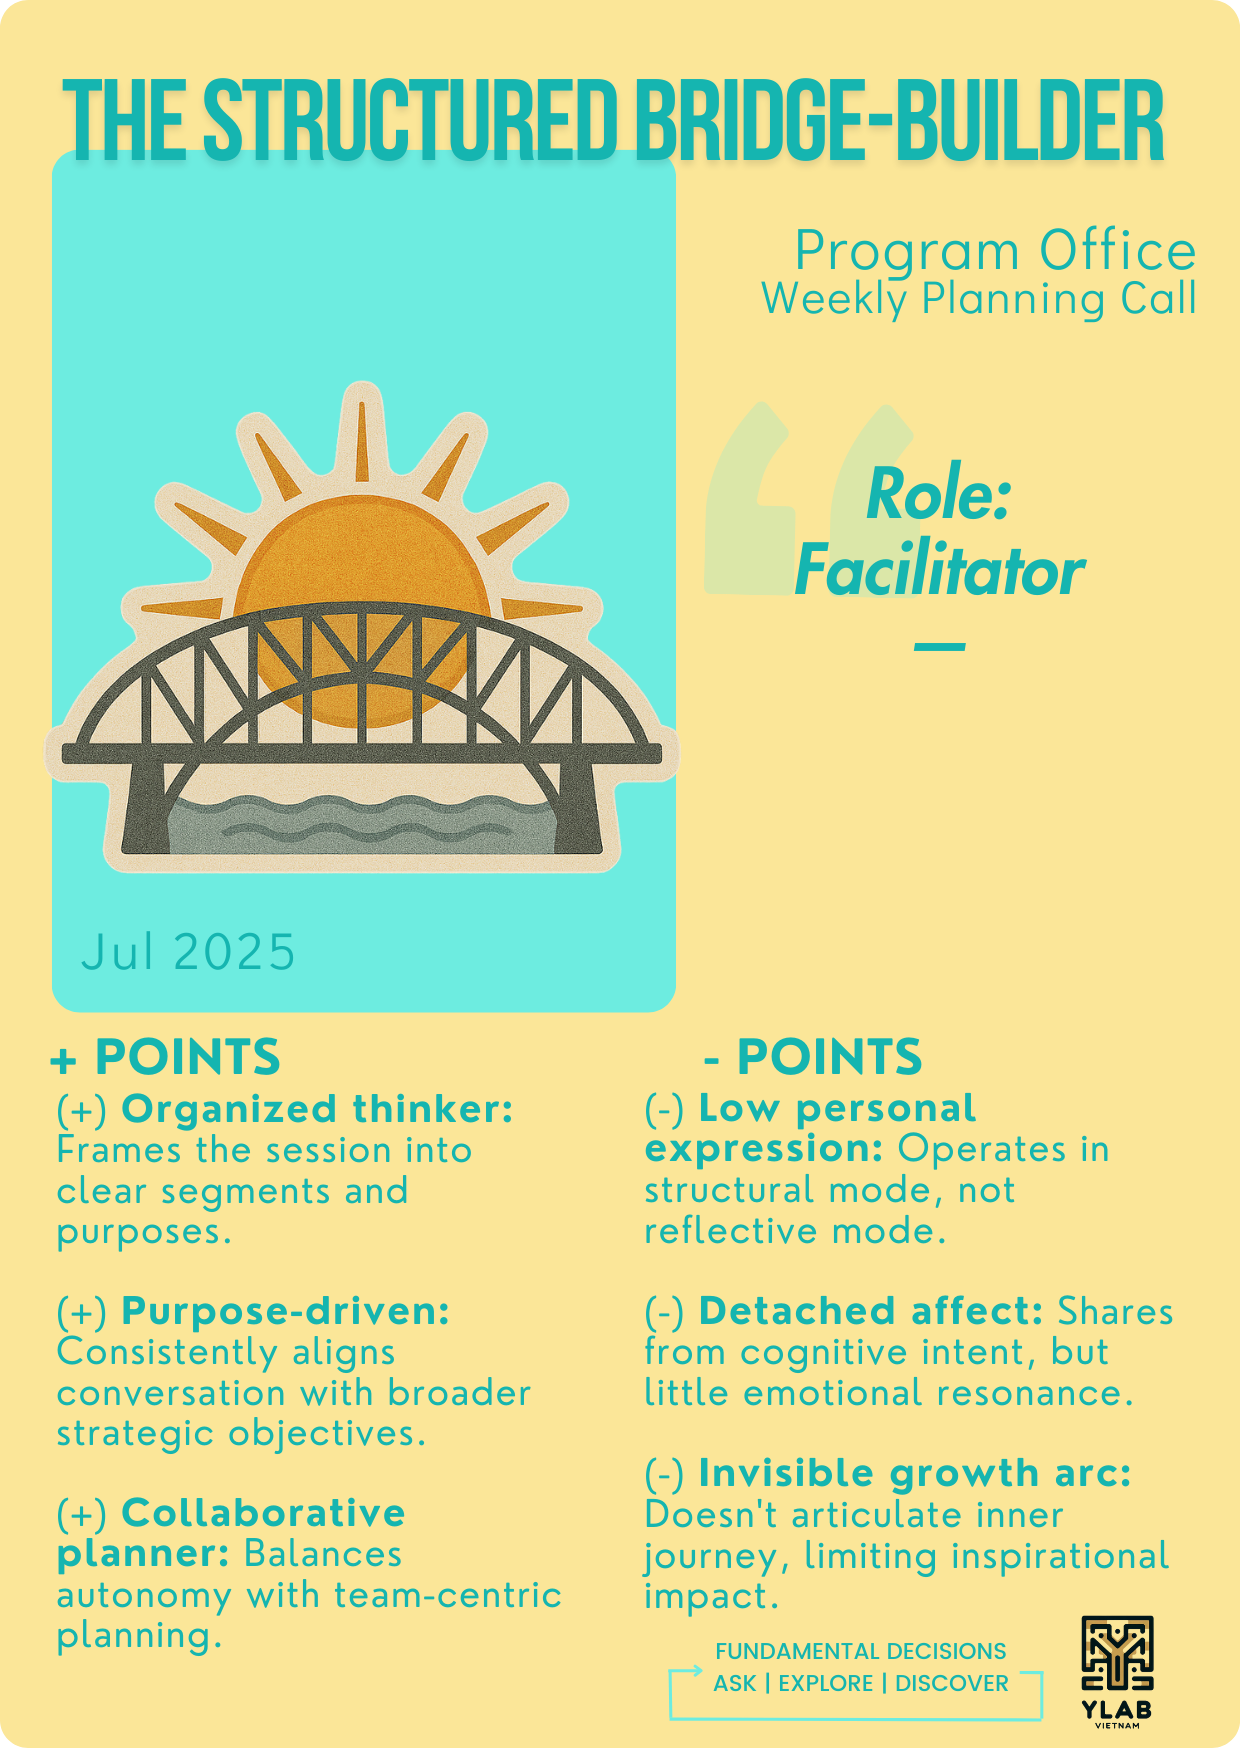 THE STRUCTURED BRIDGE-BUILDER
Program Office
Weekly Planning Call
Role:
Facilitator
—
Jul 2025
+ POINTS
(+) Organized thinker:
Frames the session into
clear segments and
purposes.
(+) Purpose-driven:
Consistently aligns
conversation with broader
strategic objectives.
(+) Collaborative
planner: Balances
autonomy with team-centric
planning.
- POINTS
(-) Low personal
expression: Operates in
structural mode, not
reflective mode.
(-) Detached affect: Shares
from cognitive intent, but
little emotional resonance.
(-) Invisible growth arc:
Doesn't articulate inner
journey, limiting inspirational
impact.
FUNDAMENTAL DECISIONS
ASK | EXPLORE | DISCOVER
YLAB
VIETNAM